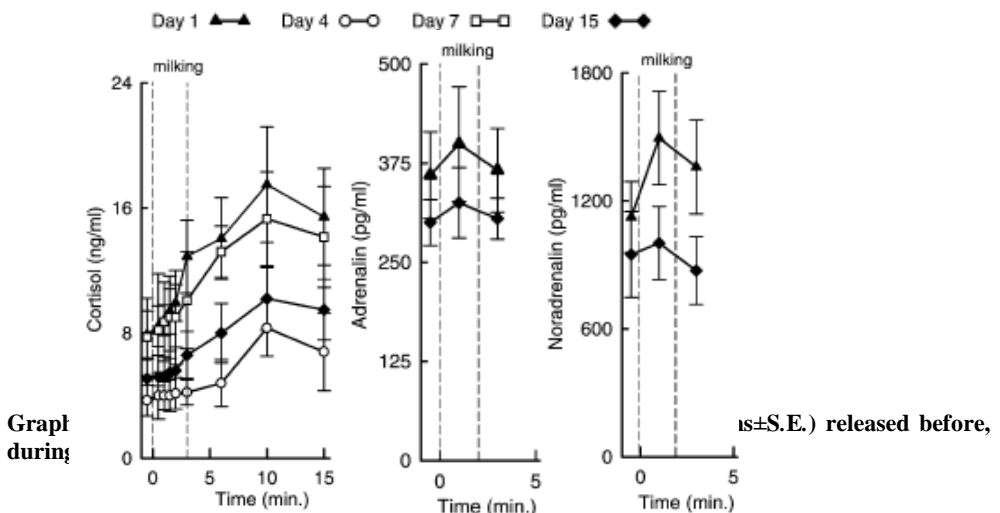 Day 1 Day 4 Day 7 Day 15
milking
milking
milking
24
16
8
0
Cortisol (ng/ml)
0 5 10 15
Time (min.)
500
375
250
125
0
Adrenalin (pg/ml)
0 5
Time (min.)
1800
1200
600
0
Noradrenalin (pg/ml)
0 5
Time (min.)
Graph s±S.E.) released before,
during